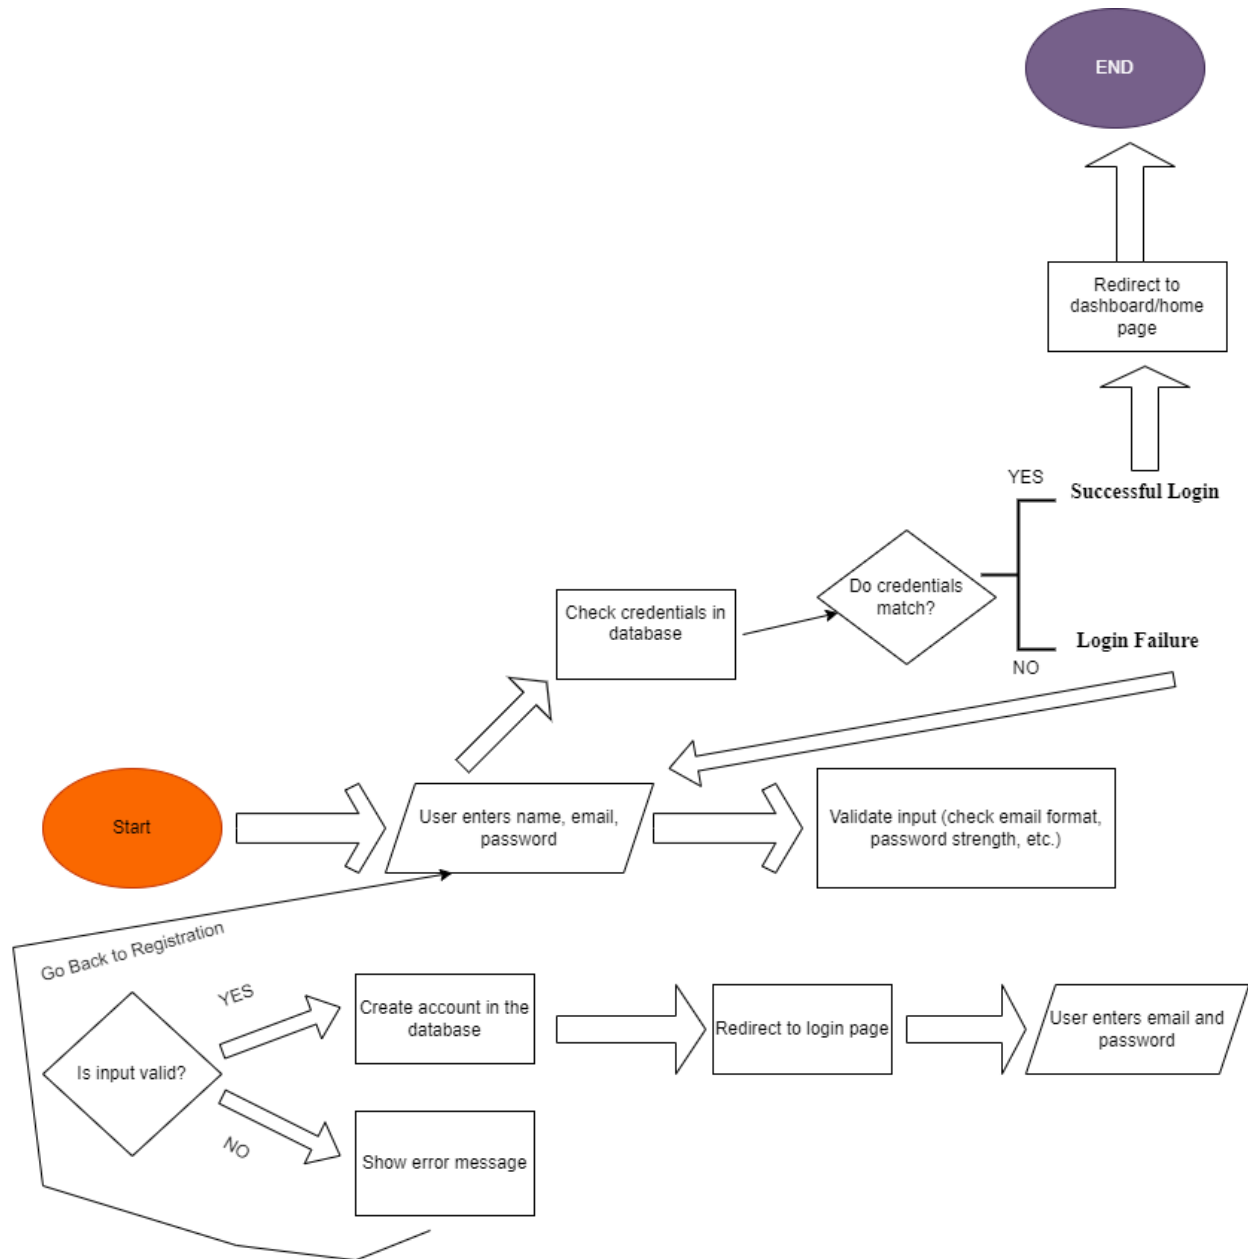 END
Redirect to
dashboard/home
page
YES
Successful Login
Do credentials
match?
Check credentials in
database
Login Failure
NO
Start
User enters name, email,
password
Validate input (check email format,
password strength, etc.)
Go Back to Registration
YES
Is input valid?
NO
Create account in the
database
Redirect to login page
User enters email and
password
Show error message